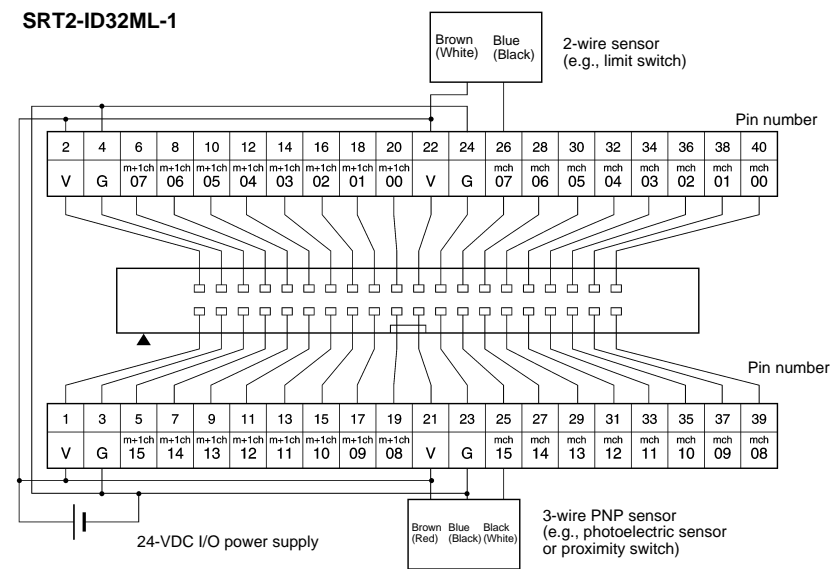 SRT2-ID32ML-1
Brown Blue
(White) (Black)
2-wire sensor
(e.g., limit switch)
Pin number
2 4 6 8 10 12 14 16 18 20 22 24 26 28 30 32 34 36 38 40
m+1ch m+1ch m+1ch m+1ch m+1ch m+1ch m+1ch m+1ch mch mch mch mch mch mch mch mch
V G 07 06 05 04 03 02 01 00 V G 07 06 05 04 03 02 01 00
Pin number
1 3 5 7 9 11 13 15 17 19 21 23 25 27 29 31 33 35 37 39
m+1ch m+1ch m+1ch m+1ch m+1ch m+1ch m+1ch m+1ch mch mch mch mch mch mch mch mch
V G 15 14 13 12 11 10 09 08 V G 15 14 13 12 11 10 09 08
24-VDC I/O power supply
Brown Blue Black
(Red) (Black) (White)
3-wire PNP sensor
(e.g., photoelectric sensor
or proximity switch)